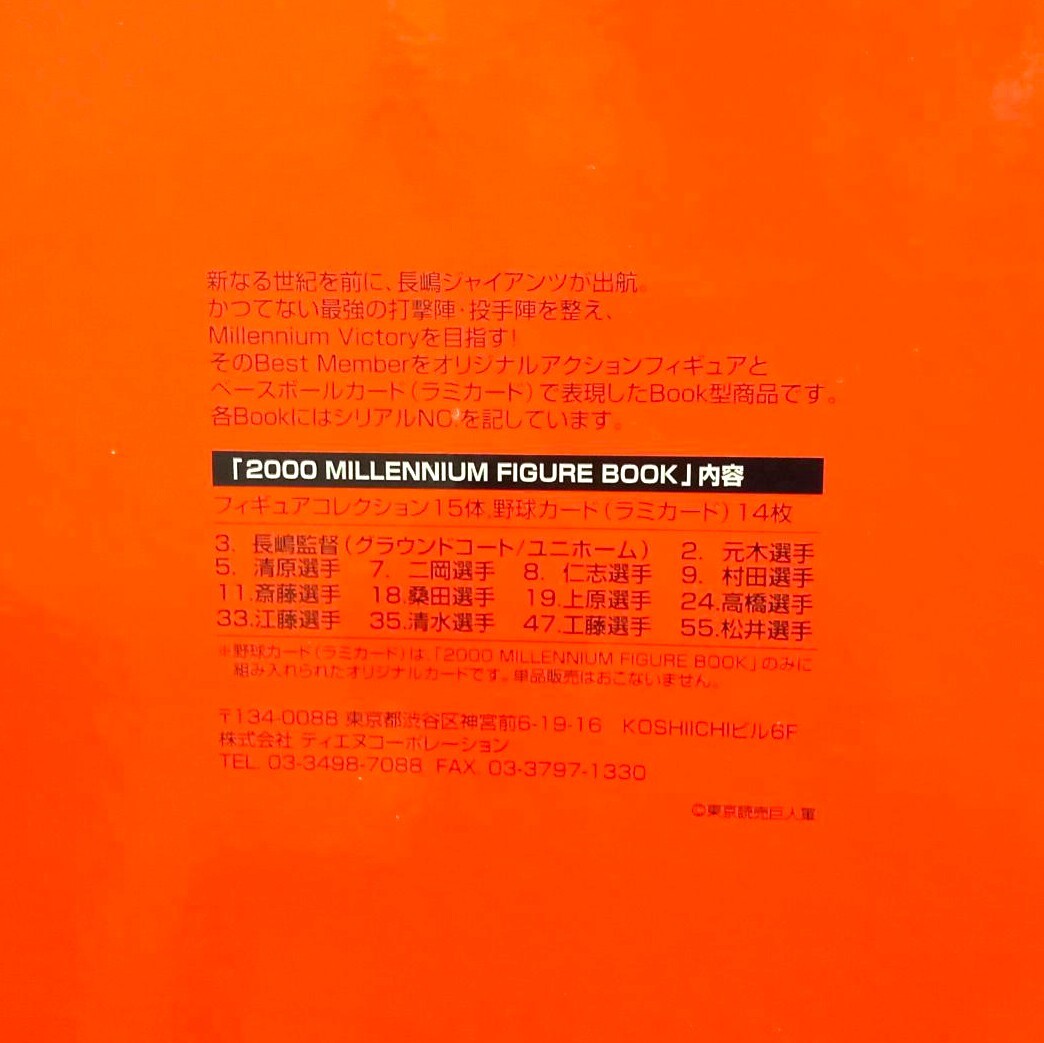 新なる世紀を前に、長嶋ジャイアンツが出航。
かつてない最強の打撃陣・投手陣を整え、
Millennium Victoryを目指す!
そのBest Memberをオリジナルアクションフィギュアと
ベースボールカード(ラミカード)で表現したBook型商品です。
各BookにはシリアルNO.を記しています。
「2000 MILLENNIUM FIGURE BOOK」内容
フィギュアコレクション15体、野球カード(ラミカード)14枚
3. 長嶋監督(グラウンドコート/ユニホーム) 2. 元木選手
5. 清原選手 7. 二岡選手 8. 仁志選手 9. 村田選手
11.斎藤選手 18.桑田選手 19.上原選手 24.高橋選手
33.江藤選手 35.清水選手 47.工藤選手 55.松井選手
※野球カード(ラミカード)は、「2000 MILLENNIUM FIGURE BOOK」のみに
組み入れられたオリジナルカードです。単品販売はおこないません。
〒134-0088 東京都渋谷区神宮前6-19-16 KOSHIICHIビル6F
株式会社 ティエヌコーポレーション
TEL. 03-3498-7088 FAX. 03-3797-1330
©東京読売巨人軍